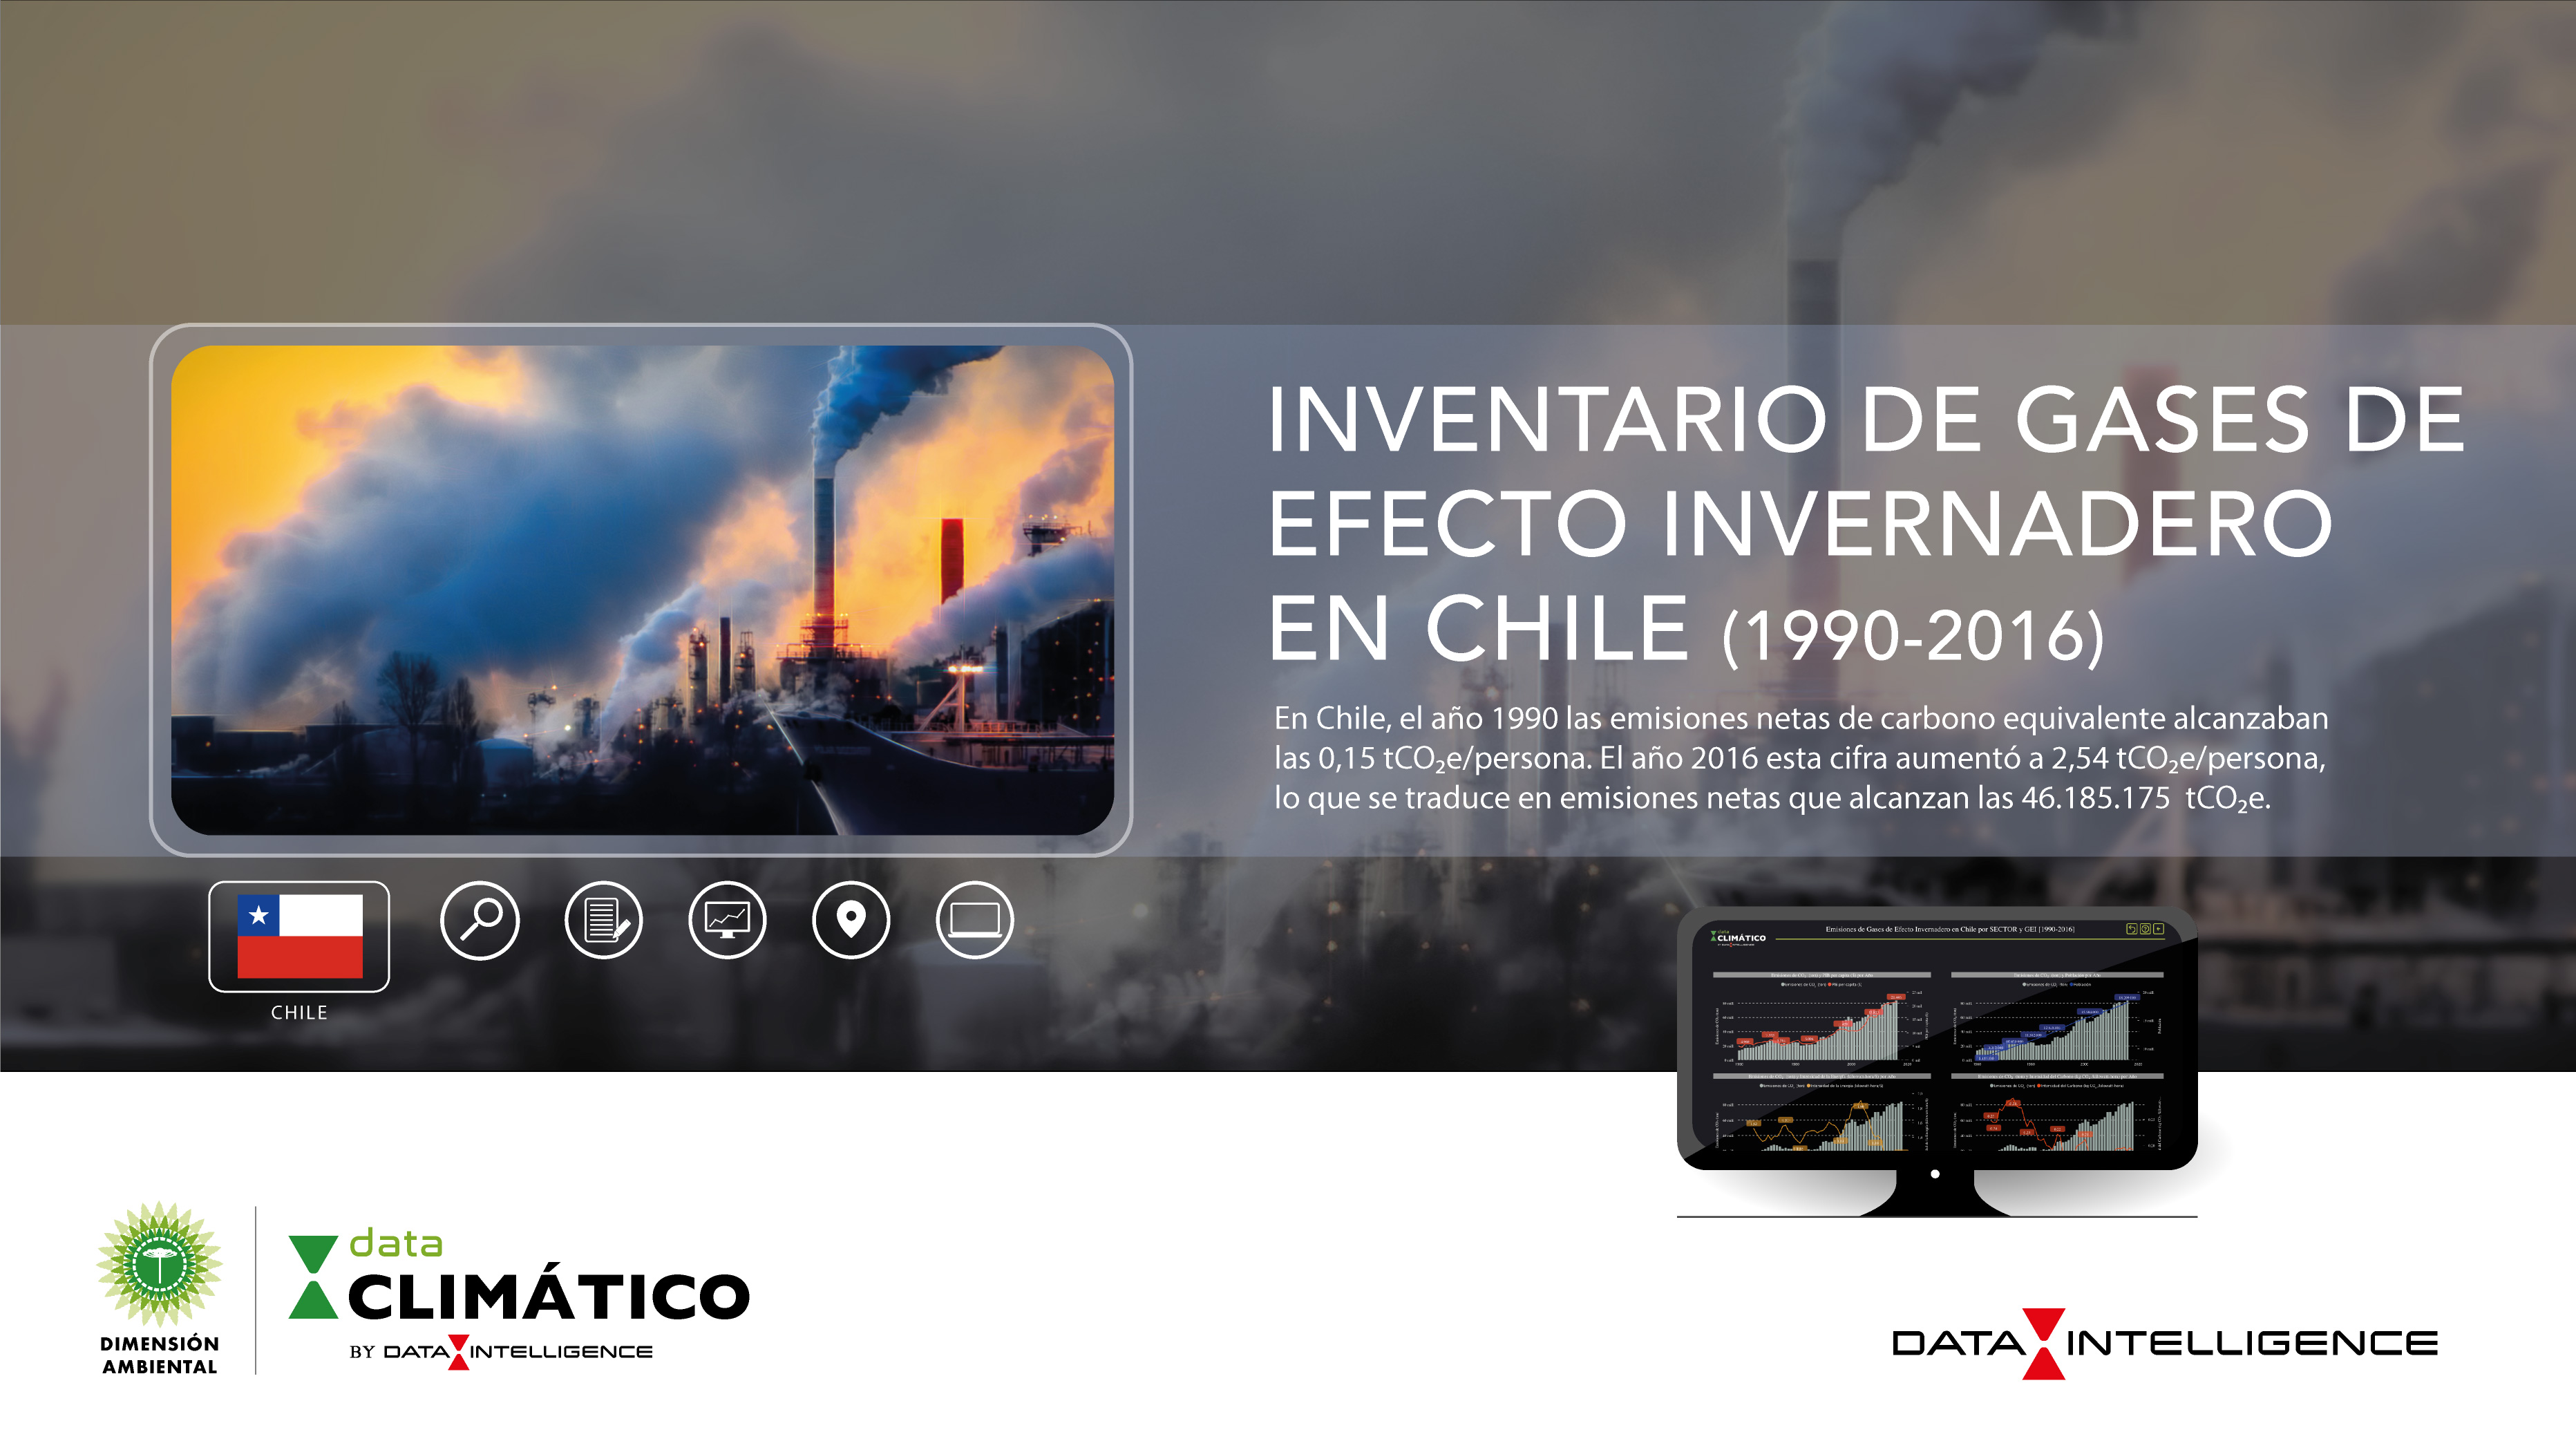 INVENTARIO DE GASES DE
EFECTO INVERNADERO
EN CHILE (1990-2016)
En Chile, el año 1990 las emisiones netas de carbono equivalente alcanzaban
las 0,15 tCO₂e/persona. El año 2016 esta cifra aumentó a 2,54 tCO₂e/persona,
lo que se traduce en emisiones netas que alcanzan las 46.185.175 tCO₂e.
CHILE
data
CLIMÁTICO
Emisiones de Gases de Efecto Invernadero en Chile por SECTOR y GEI [1990-2016]
DIMENSIÓN
AMBIENTAL
data
CLIMÁTICO
BY DATA INTELLIGENCE
DATA INTELLIGENCE